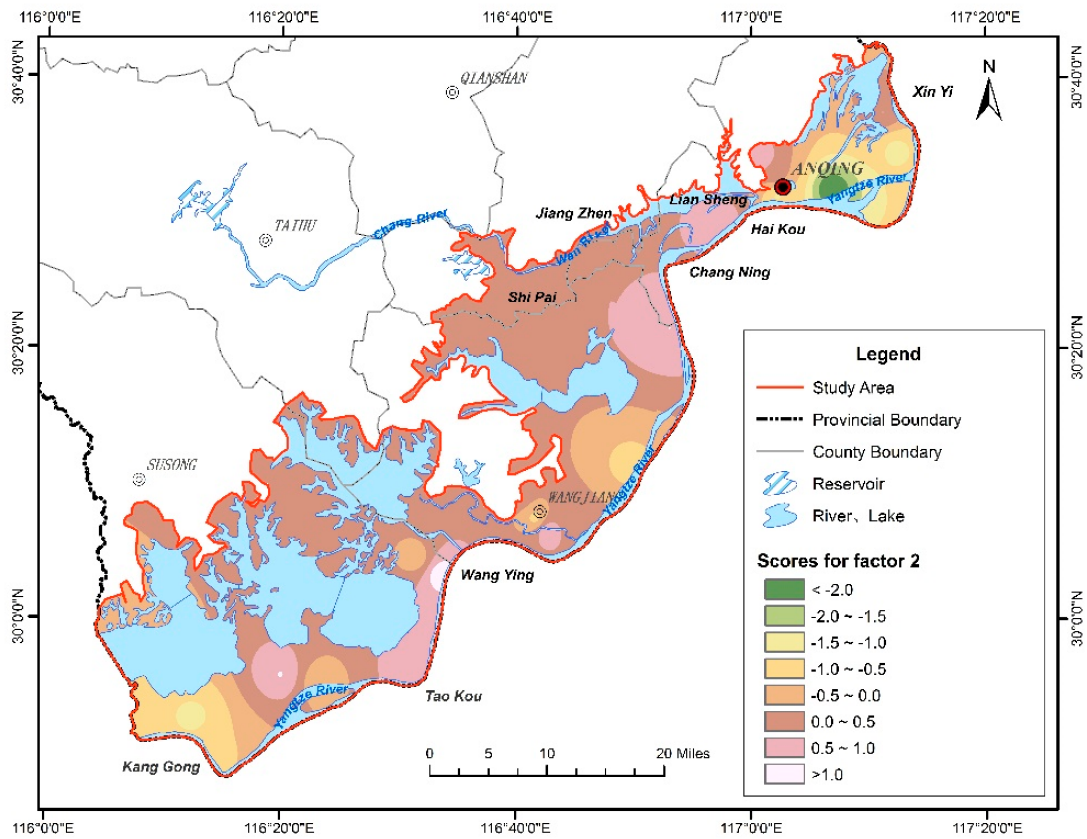 116°0'0"E
116°20'0"E
116°40'0"E
117°0'0"E
117°20'0"E
30°40'0"N
30°40'0"N
N
QIANSHAN
Xin Yi
ANQING
Yangtze River
Lian Sheng
Jiang Zhen
Hai Kou
TAIHU
Chang River
Wan River
Chang Ning
Shi Pai
30°20'0"N
30°20'0"N
Legend
Study Area
Provincial Boundary
County Boundary
Reservoir
River、Lake
SUSONG
WANGJIANG
Yangtze River
Wang Ying
Scores for factor 2
< -2.0
-2.0 ~ -1.5
-1.5 ~ -1.0
-1.0 ~ -0.5
-0.5 ~ 0.0
0.0 ~ 0.5
0.5 ~ 1.0
>1.0
30°0'0"N
30°0'0"N
Tao Kou
Yangtze River
Kang Gong
0 5 10 20 Miles
116°0'0"E
116°20'0"E
116°40'0"E
117°0'0"E
117°20'0"E